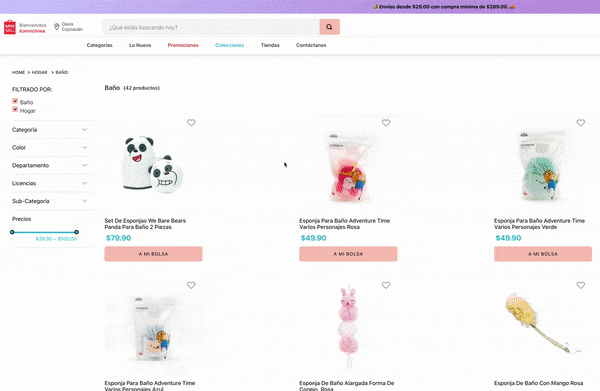 Envíos desde $29.00 con compra mínima de $289.00.
Bienvenidos
Konnichiwa
Oasis
Coyoacán
¿Qué estás buscando hoy?
Categorías Lo Nuevo Promociones Colecciones Tiendas Contáctanos
HOME > HOGAR > BAÑO
FILTRADO POR:
Baño
Hogar
Categoría
Color
Departamento
Licencias
Sub-Categoría
Precios
$39.90 – $500.00
Baño (42 productos)
Set De Esponjas We Bare Bears
Panda Para Baño 2 Piezas
$79.90
A MI BOLSA
Esponja Para Baño Adventure Time
Varios Personajes Rosa
$49.90
A MI BOLSA
Esponja Para Baño Adventure Time
Varios Personajes Verde
$49.90
A MI BOLSA
Esponja Para Baño Adventure Time
Varios Personajes Azul
Esponja De Baño Alargada Forma De
Conejo, Rosa
Esponja De Baño Con Mango Rosa